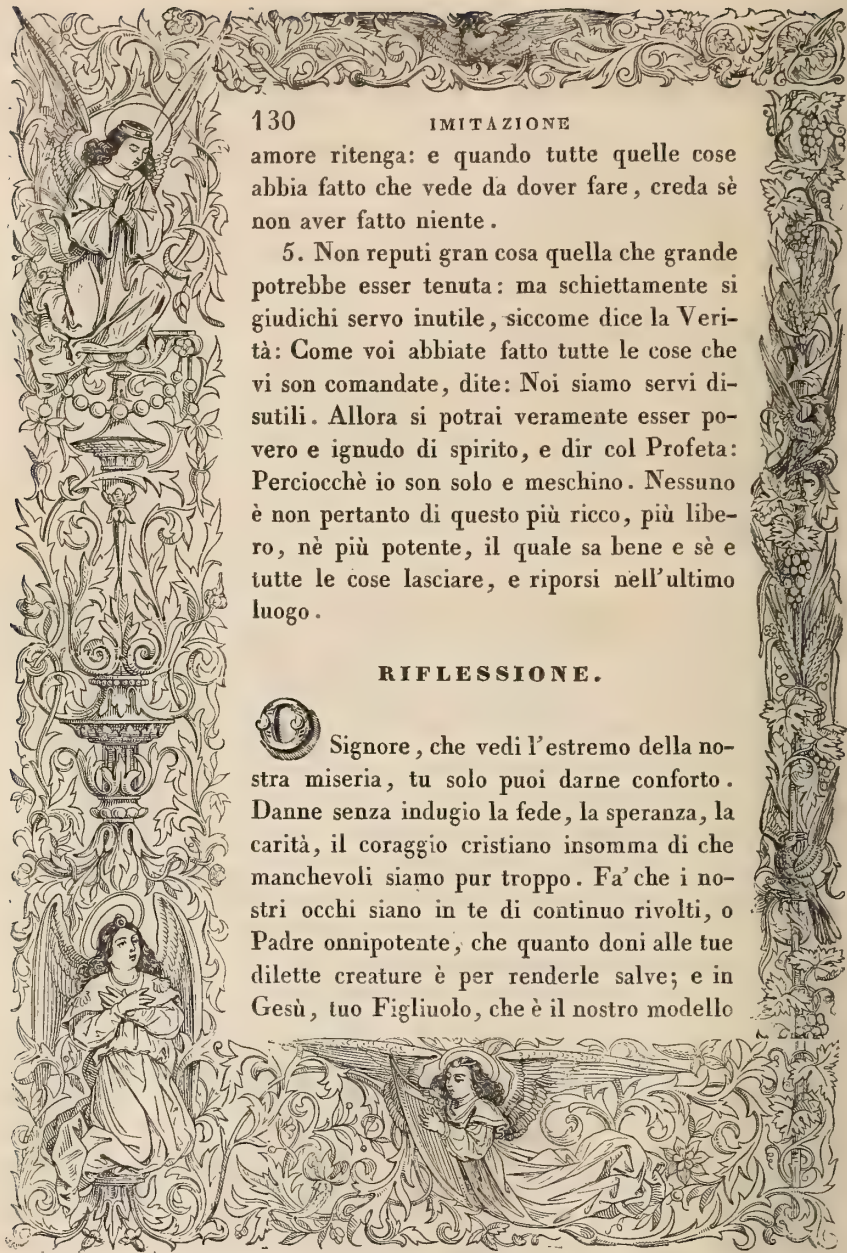 130 IMITAZIONE
amore ritenga: e quando tutte quelle cose
abbia fatto che vede da dover fare, creda sè
non aver fatto niente.
5. Non reputi gran cosa quella che grande
potrebbe esser tenuta: ma schiettamente si
giudichi servo inutile, siccome dice la Veri-
tà: Come voi abbiate fatto tutte le cose che
vi son comandate, dite: Noi siamo servi di-
sutili. Allora si potrai veramente esser po-
vero e ignudo di spirito, e dir col Profeta:
Perciocchè io son solo e meschino. Nessuno
è non pertanto di questo più ricco, più libe-
ro, nè più potente, il quale sa bene e sè e
tutte le cose lasciare, e riporsi nell'ultimo
luogo.
RIFLESSIONE.
O Signore, che vedi l'estremo della no-
stra miseria, tu solo puoi darne conforto.
Danne senza indugio la fede, la speranza, la
carità, il coraggio cristiano insomma di che
manchevoli siamo pur troppo. Fa' che i no-
stri occhi siano in te di continuo rivolti, o
Padre onnipotente, che quanto doni alle tue
dilette creature è per renderle salve; e in
Gesù, tuo Figliuolo, che è il nostro modello